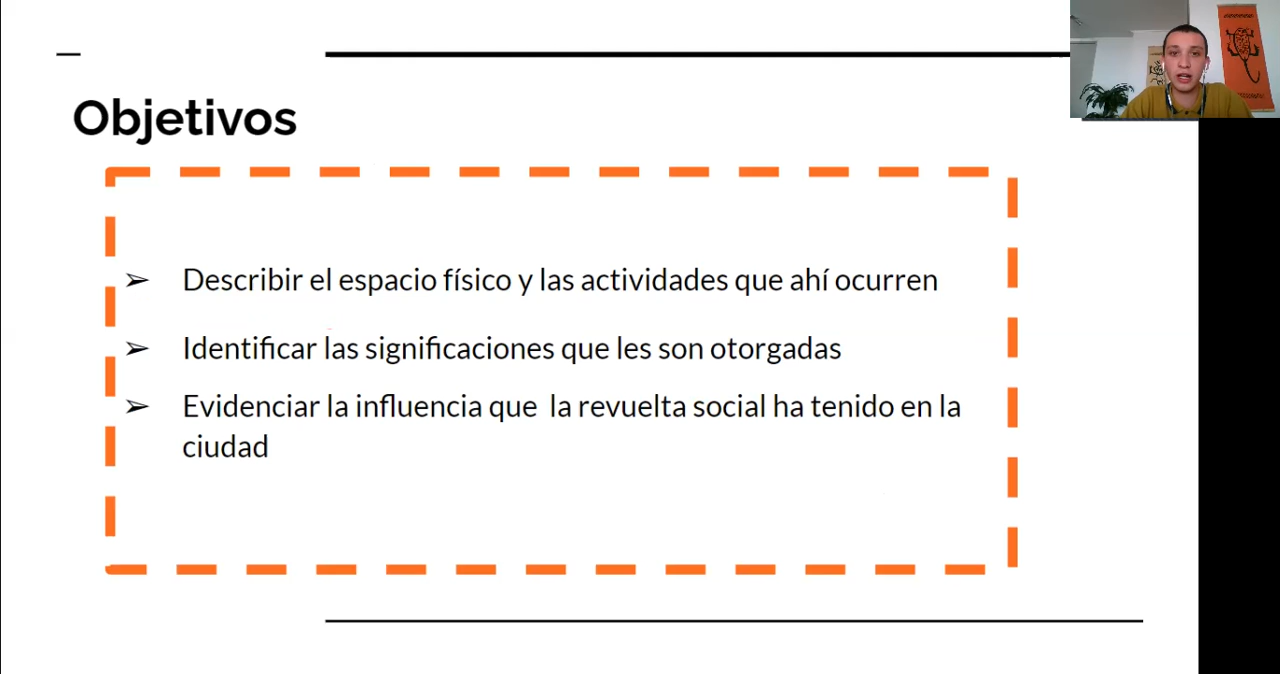 Objetivos
➢ Describir el espacio físico y las actividades que ahí ocurren
➢ Identificar las significaciones que les son otorgadas
➢ Evidenciar la influencia que  la revuelta social ha tenido en la
ciudad